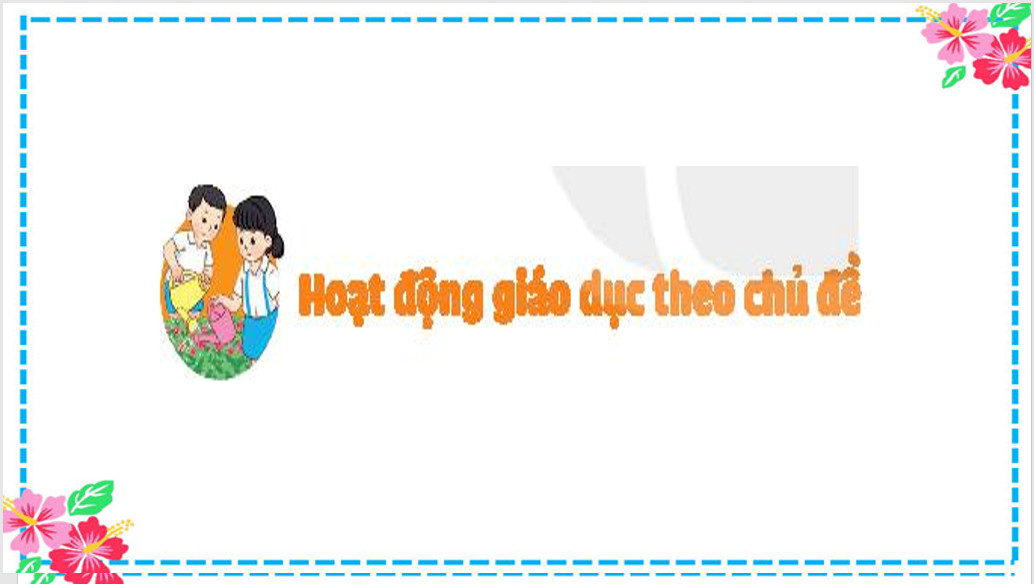 Hoạt động giáo dục theo chủ đề